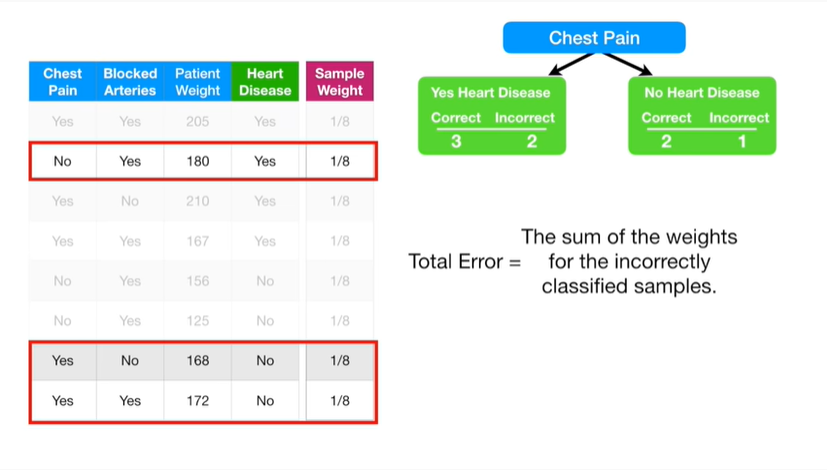 Chest Pain
Chest Pain Blocked Arteries Patient Weight Heart Disease Sample Weight
Yes Yes 205 Yes 1/8
No Yes 180 Yes 1/8
Yes No 210 Yes 1/8
Yes Yes 167 Yes 1/8
No Yes 156 No 1/8
No Yes 125 No 1/8
Yes No 168 No 1/8
Yes Yes 172 No 1/8
Yes Heart Disease
Correct Incorrect
3 2
No Heart Disease
Correct Incorrect
2 1
Total Error =
The sum of the weights
for the incorrectly
classified samples.